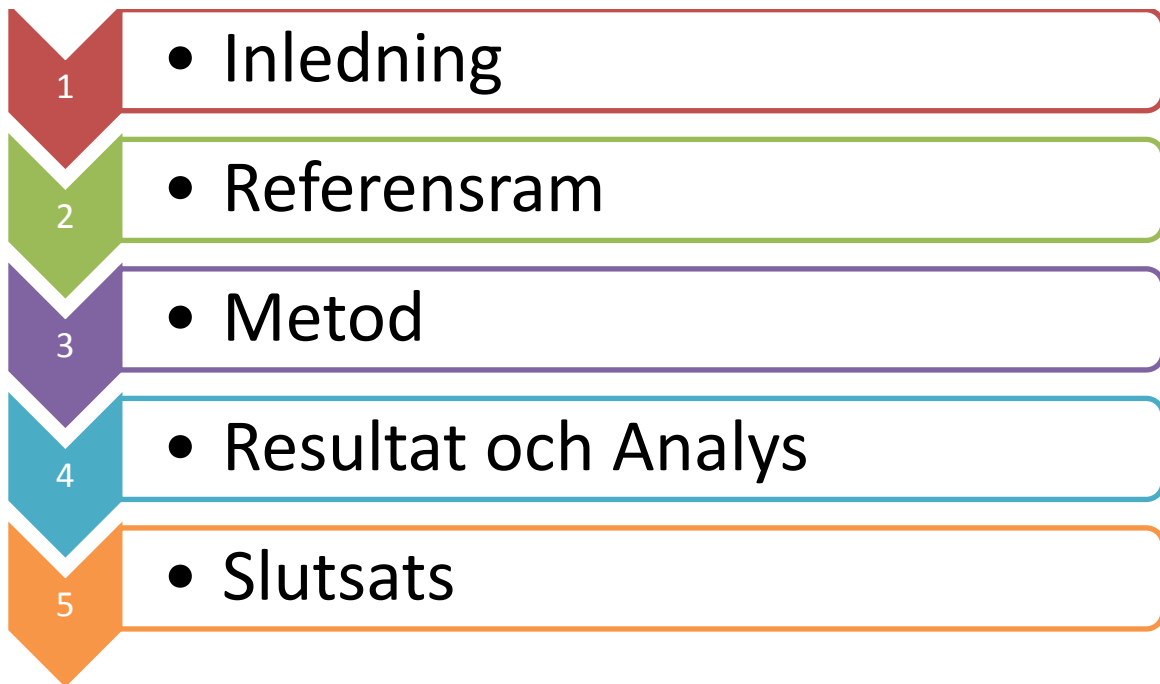 1 • Inledning
2 • Referensram
3 • Metod
4 • Resultat och Analys
5 • Slutsats